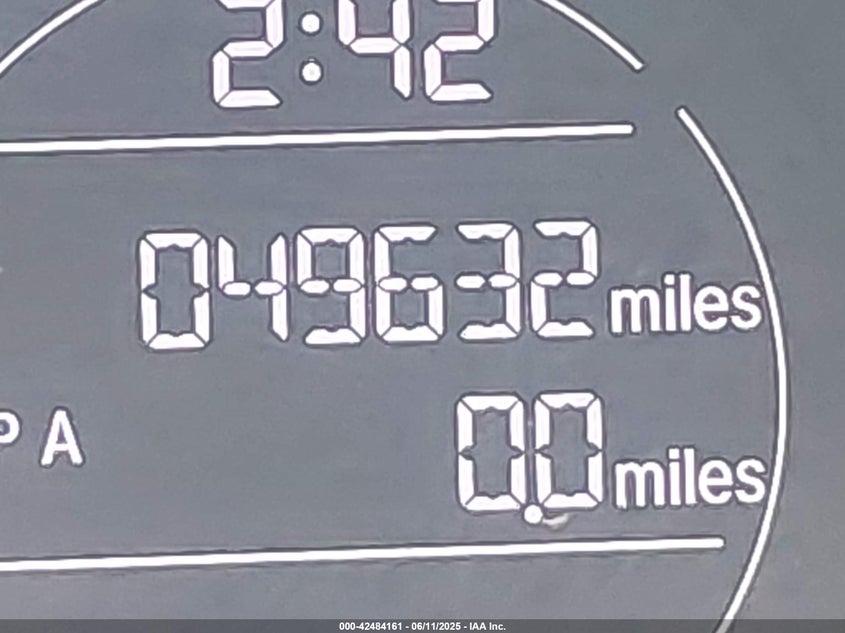 2:42
049632 miles
P A
0.0 miles
000-42484161 - 06/11/2025 - IAA Inc.